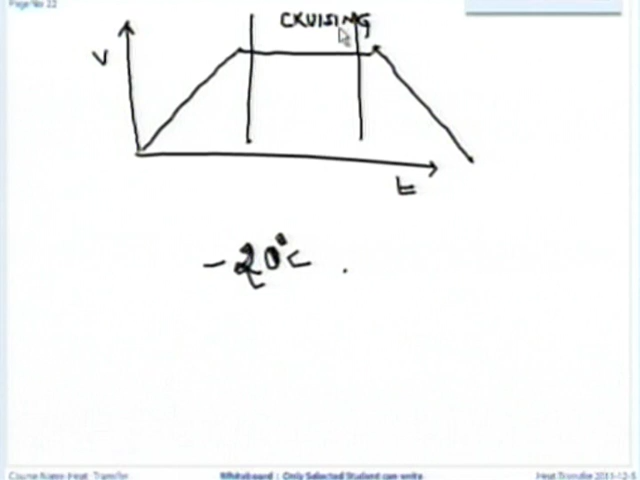 Page No 22
CRUISING
V
t
-20°C .
Course Name: Heat Transfer
Whiteboard : Only Selected Student can write
Heat Transfer 2011-12-5